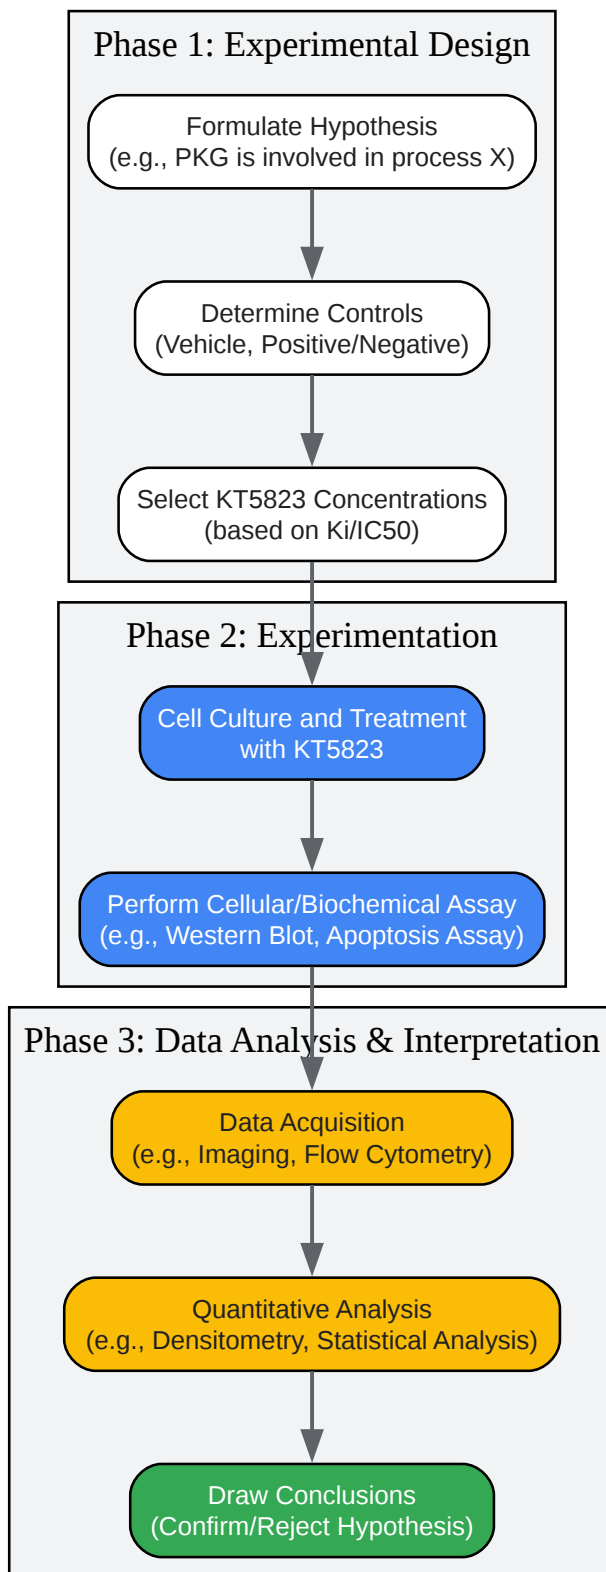 Phase 1: Experimental Design
Formulate Hypothesis
(e.g., PKG is involved in process X)
Determine Controls
(Vehicle, Positive/Negative)
Select KT5823 Concentrations
(based on Ki/IC50)
Phase 2: Experimentation
Cell Culture and Treatment
with KT5823
Perform Cellular/Biochemical Assay
(e.g., Western Blot, Apoptosis Assay)
Phase 3: Data Analysis & Interpretation
Data Acquisition
(e.g., Imaging, Flow Cytometry)
Quantitative Analysis
(e.g., Densitometry, Statistical Analysis)
Draw Conclusions
(Confirm/Reject Hypothesis)